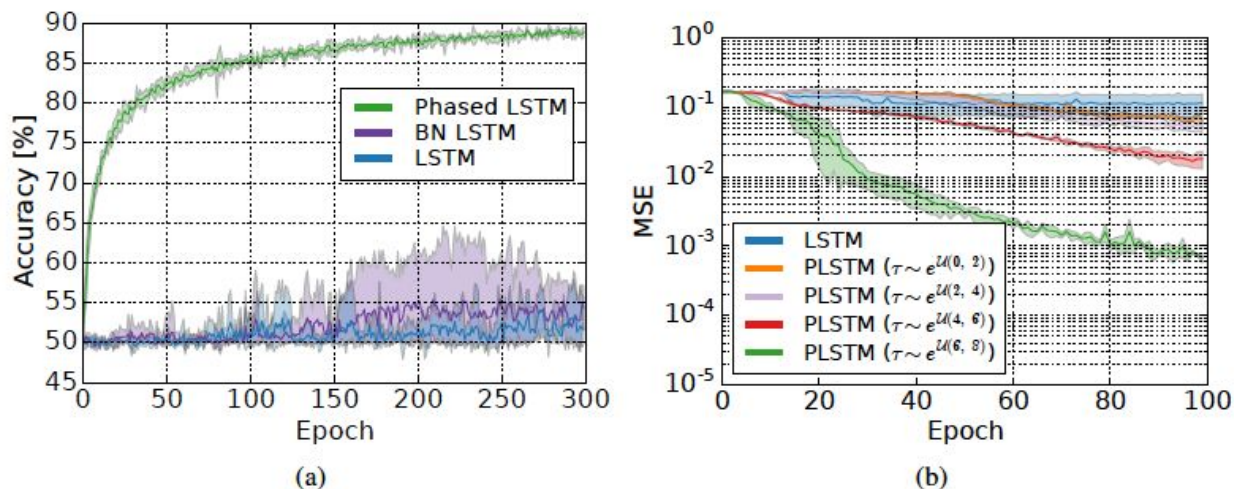 90
85
80
75
70
65
60
55
50
45
Accuracy [%]
Phased LSTM
BN LSTM
LSTM
0 50 100 150 200 250 300
Epoch
(a)
10^0
10^-1
10^-2
10^-3
10^-4
10^-5
MSE
LSTM
PLSTM (τ ~ e^U(0, 2))
PLSTM (τ ~ e^U(2, 4))
PLSTM (τ ~ e^U(4, 6))
PLSTM (τ ~ e^U(6, 8))
0 20 40 60 80 100
Epoch
(b)